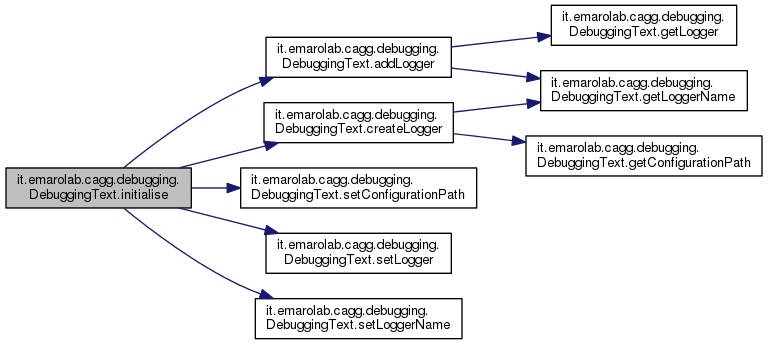 it.emarolab.cagg.debugging.
DebuggingText.initialise
it.emarolab.cagg.debugging.
DebuggingText.addLogger
it.emarolab.cagg.debugging.
DebuggingText.createLogger
it.emarolab.cagg.debugging.
DebuggingText.setConfigurationPath
it.emarolab.cagg.debugging.
DebuggingText.setLogger
it.emarolab.cagg.debugging.
DebuggingText.setLoggerName
it.emarolab.cagg.debugging.
DebuggingText.getLogger
it.emarolab.cagg.debugging.
DebuggingText.getLoggerName
it.emarolab.cagg.debugging.
DebuggingText.getConfigurationPath